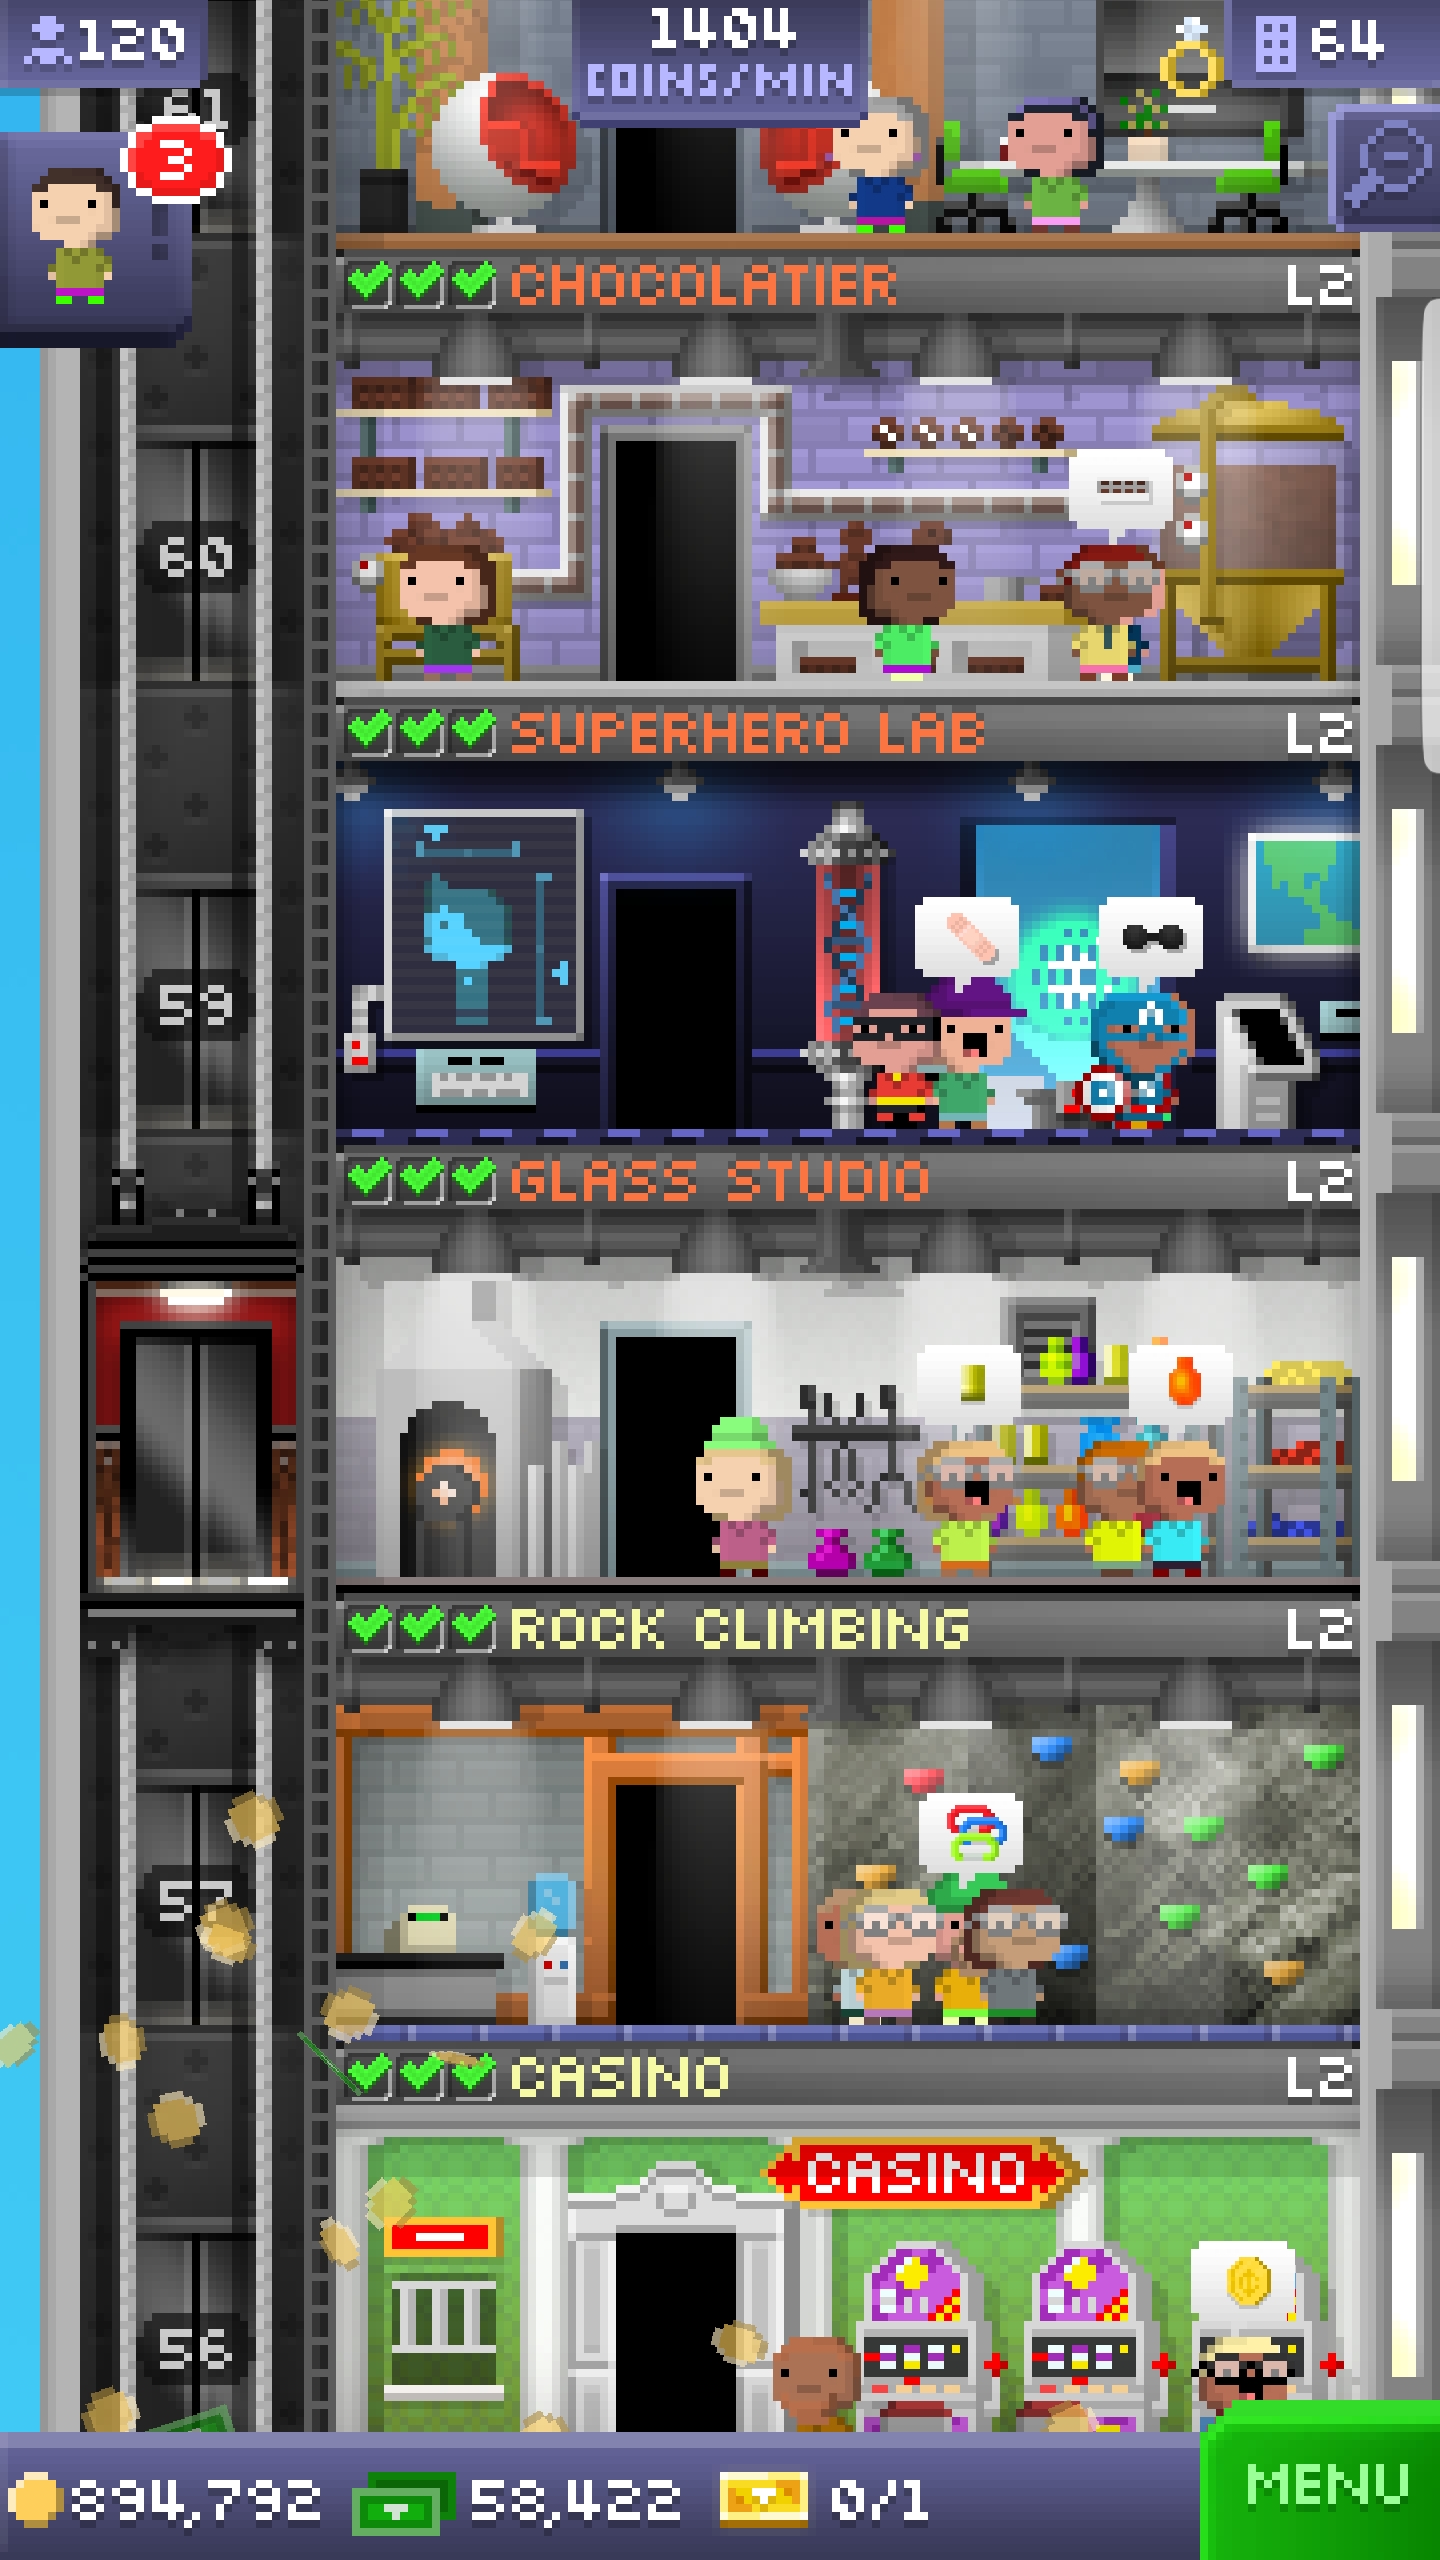 120
1404
COINS/MIN
64
61
3
CHOCOLATIER L2
60
SUPERHERO LAB L2
59
GLASS STUDIO L2
ROCK CLIMBING L2
57
CASINO L2
CASINO
56
894,792 58,422 0/1
MENU